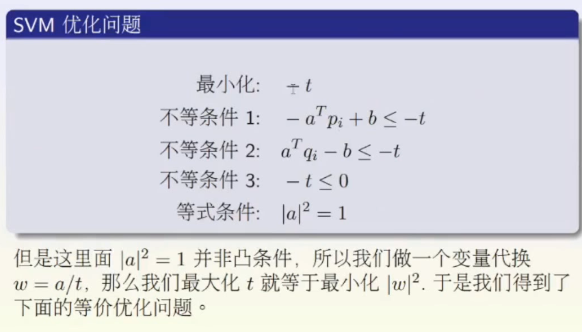 SVM 优化问题
最小化: -t
不等条件 1: -a^T p_i + b ≤ -t
不等条件 2: a^T q_i - b ≤ -t
不等条件 3: -t ≤ 0
等式条件: |a|^2 = 1
但是这里面 |a|^2 = 1 并非凸条件，所以我们做一个变量代换
w = a/t，那么我们最大化 t 就等于最小化 |w|^2. 于是我们得到了
下面的等价优化问题。